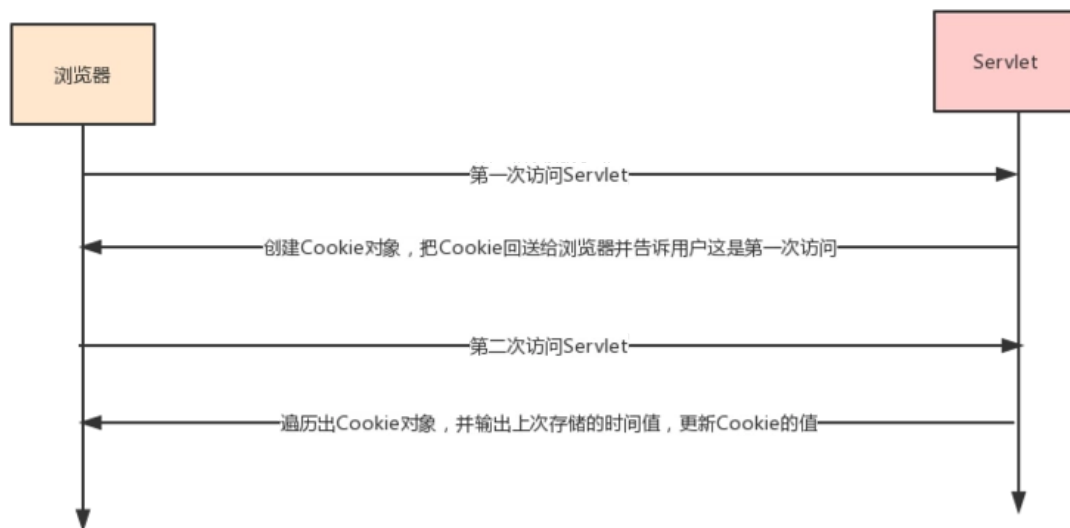 浏览器
Servlet
第一次访问Servlet
创建Cookie对象，把Cookie回送给浏览器并告诉用户这是第一次访问
第二次访问Servlet
遍历出Cookie对象，并输出上次存储的时间值，更新Cookie的值